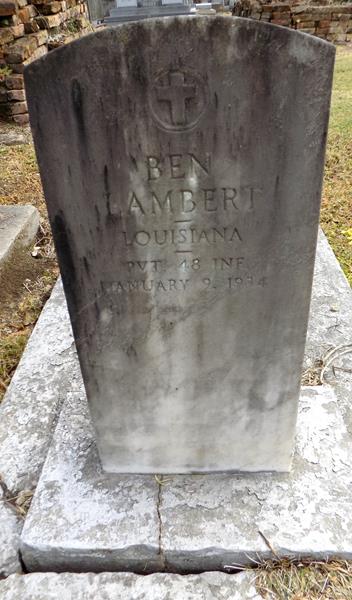 BEN
LAMBERT
LOUISIANA
PVT. 48 INF.
JANUARY 9, 1934